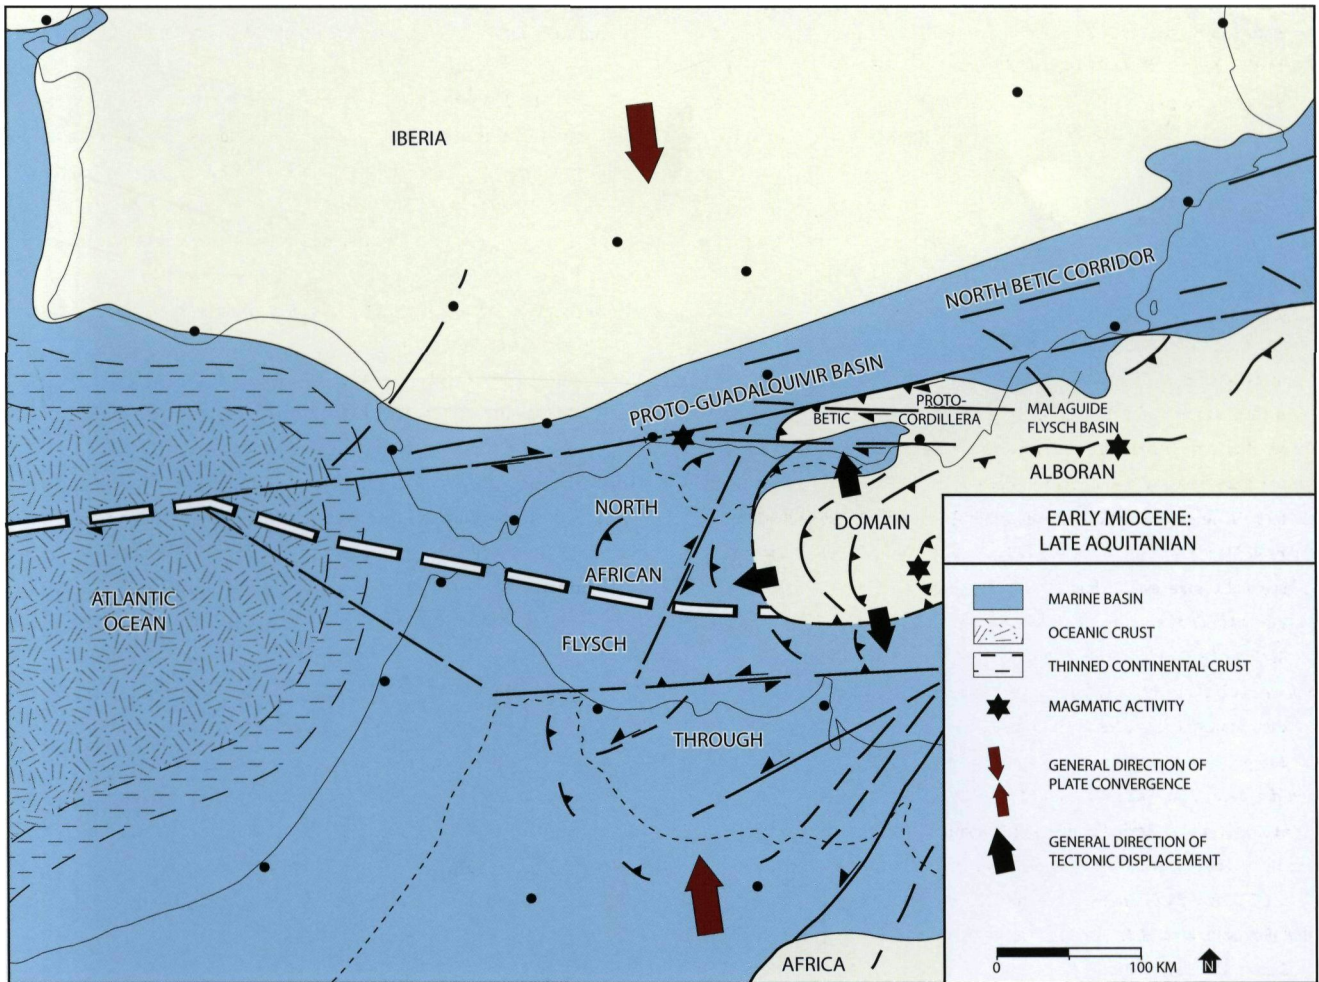 IBERIA
NORTH BETIC CORRIDOR
PROTO-GUADALQUIVIR BASIN
BETIC
PROTO-
CORDILLERA
MALAGUIDE
FLYSCH BASIN
ALBORAN
DOMAIN
NORTH
AFRICAN
FLYSCH
THROUGH
ATLANTIC
OCEAN
AFRICA
EARLY MIOCENE:
LATE AQUITANIAN
MARINE BASIN
OCEANIC CRUST
THINNED CONTINENTAL CRUST
MAGMATIC ACTIVITY
GENERAL DIRECTION OF
PLATE CONVERGENCE
GENERAL DIRECTION OF
TECTONIC DISPLACEMENT
0 100 KM N